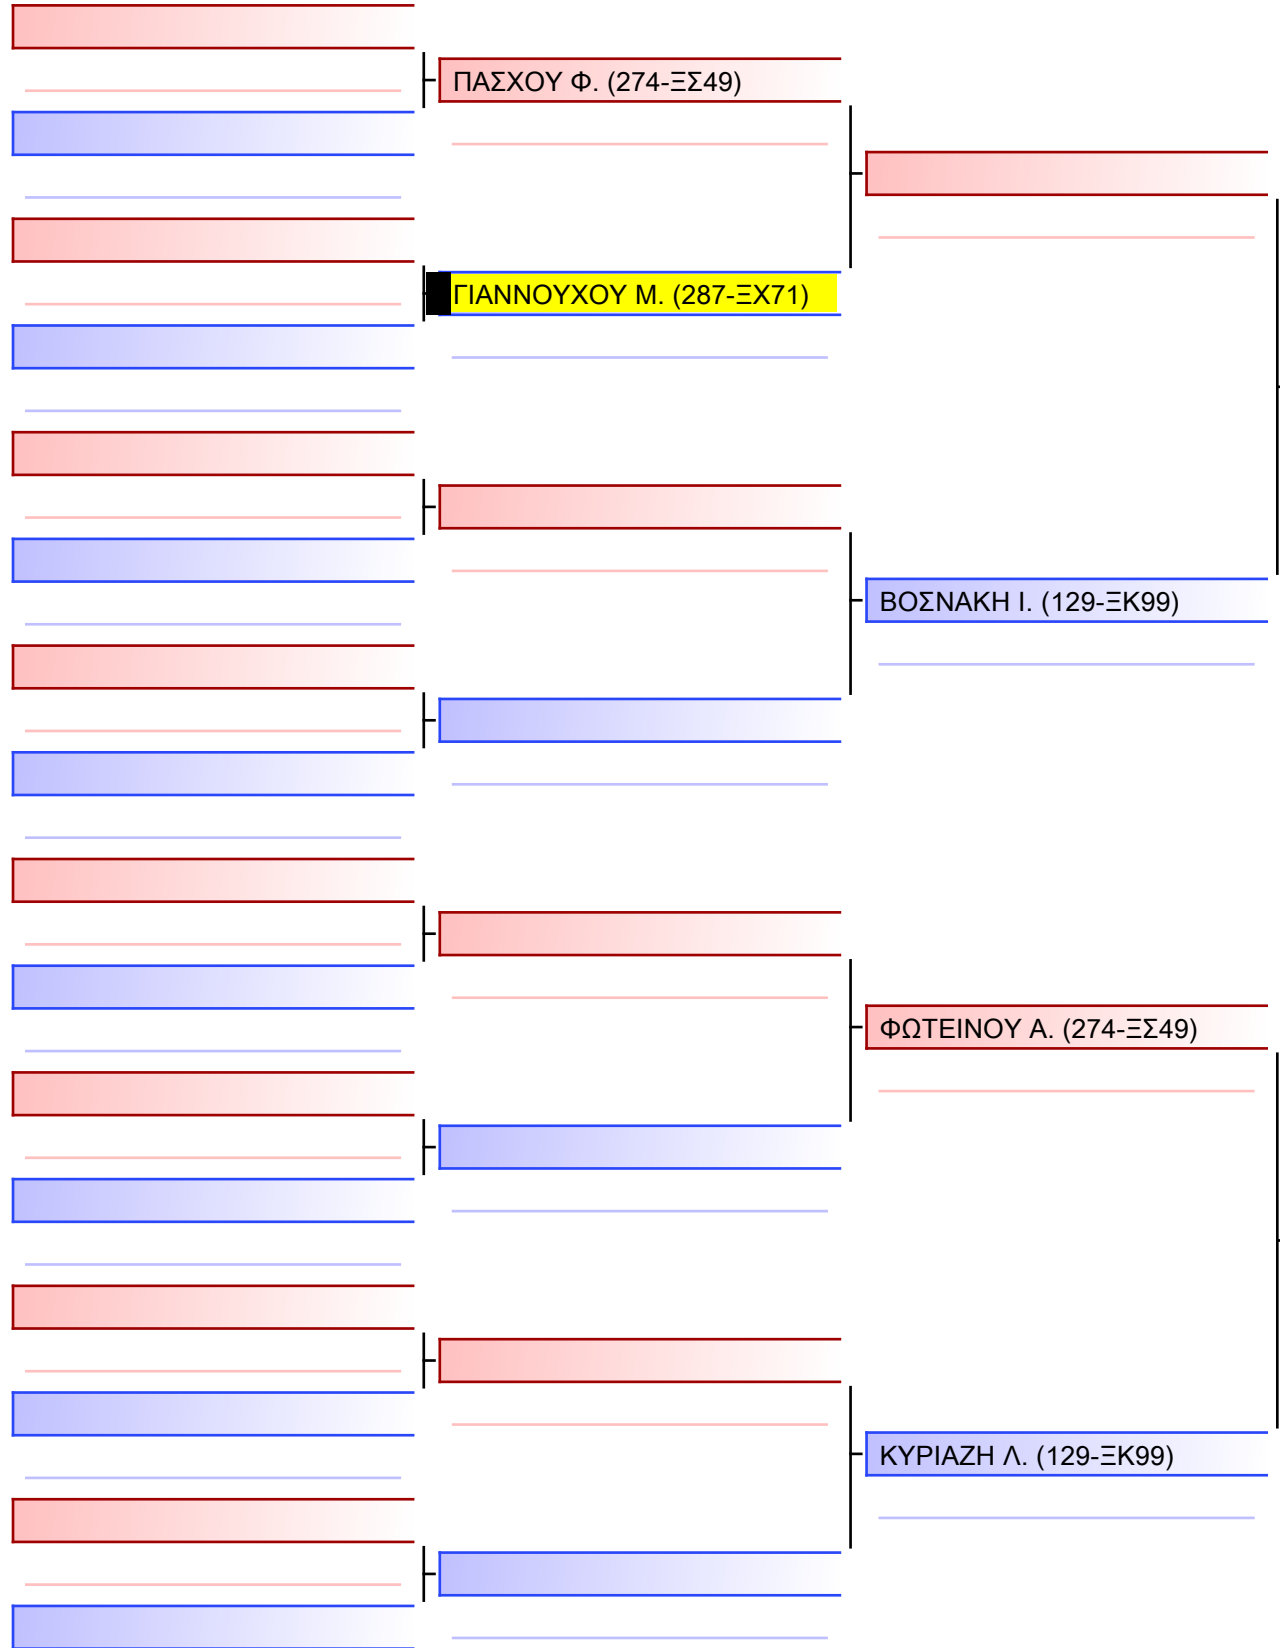 ΠΑΣΧΟΥ Φ. (274-ΞΣ49)
ΓΙΑΝΝΟΥΧΟΥ Μ. (287-ΞΧ71)
ΒΟΣΝΑΚΗ Ι. (129-ΞΚ99)
ΦΩΤΕΙΝΟΥ Α. (274-ΞΣ49)
ΚΥΡΙΑΖΗ Λ. (129-ΞΚ99)